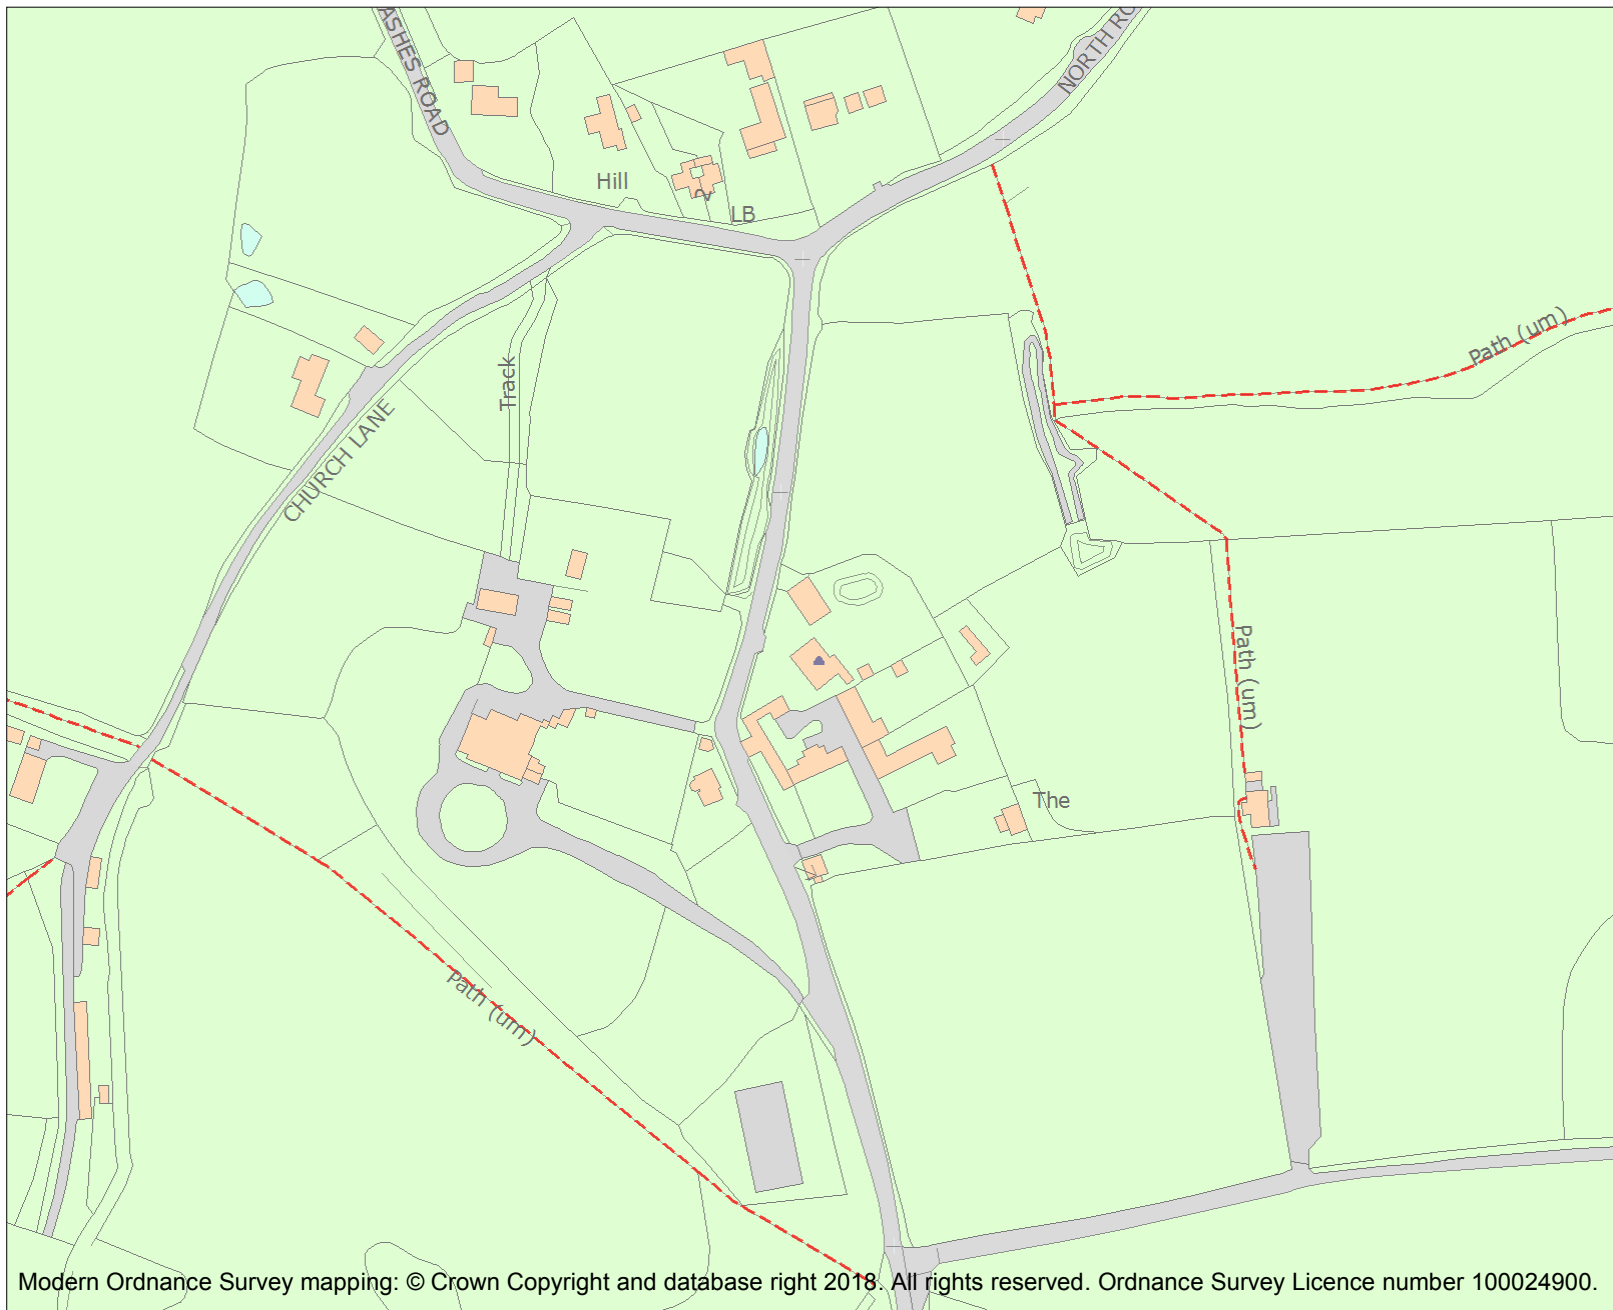 ASHES ROAD
NORTH RO
Hill
2
LB
Path (um)
Track
CHURCH LANE
Path (um)
The
Path (um)
Modern Ordnance Survey mapping: © Crown Copyright and database right 2018. All rights reserved. Ordnance Survey Licence number 100024900.